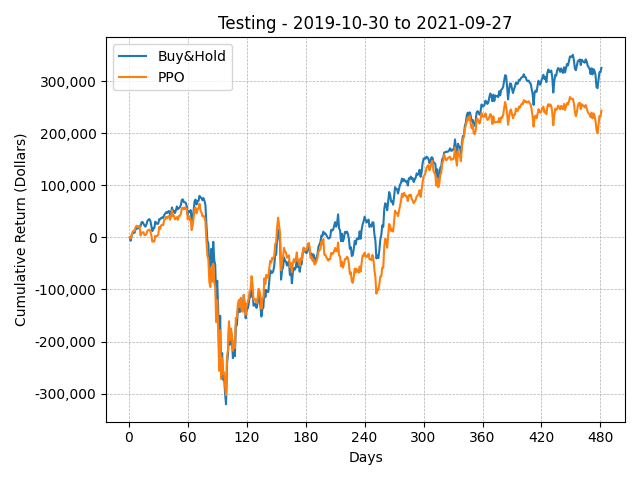 Testing - 2019-10-30 to 2021-09-27
Buy&Hold
PPO
300,000
200,000
100,000
0
-100,000
-200,000
-300,000
Cumulative Return (Dollars)
0 60 120 180 240 300 360 420 480
Days